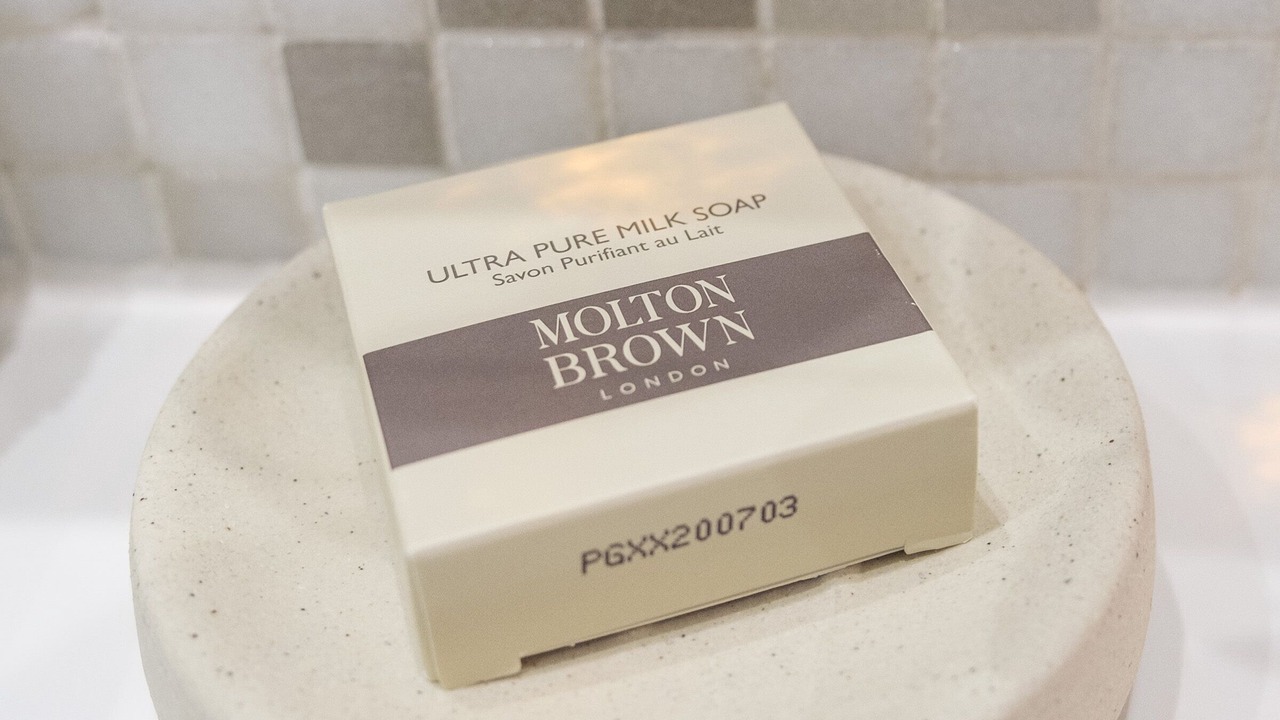 ULTRA PURE MILK SOAP
Savon Purifiant au Lait
MOLTON
BROWN
LONDON
PGXX200703